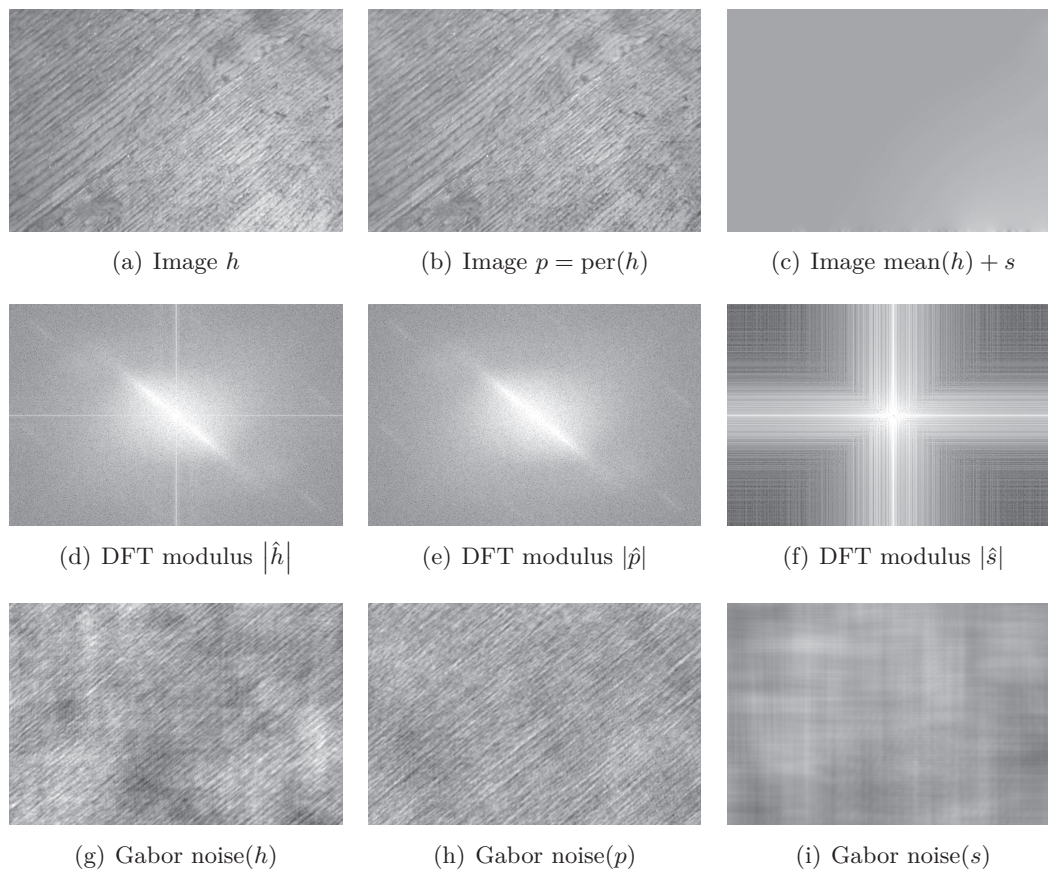 (a) Image h
(b) Image p = per(h)
(c) Image mean(h) + s
(d) DFT modulus |ĥ|
(e) DFT modulus |p̂|
(f) DFT modulus |ŝ|
(g) Gabor noise(h)
(h) Gabor noise(p)
(i) Gabor noise(s)